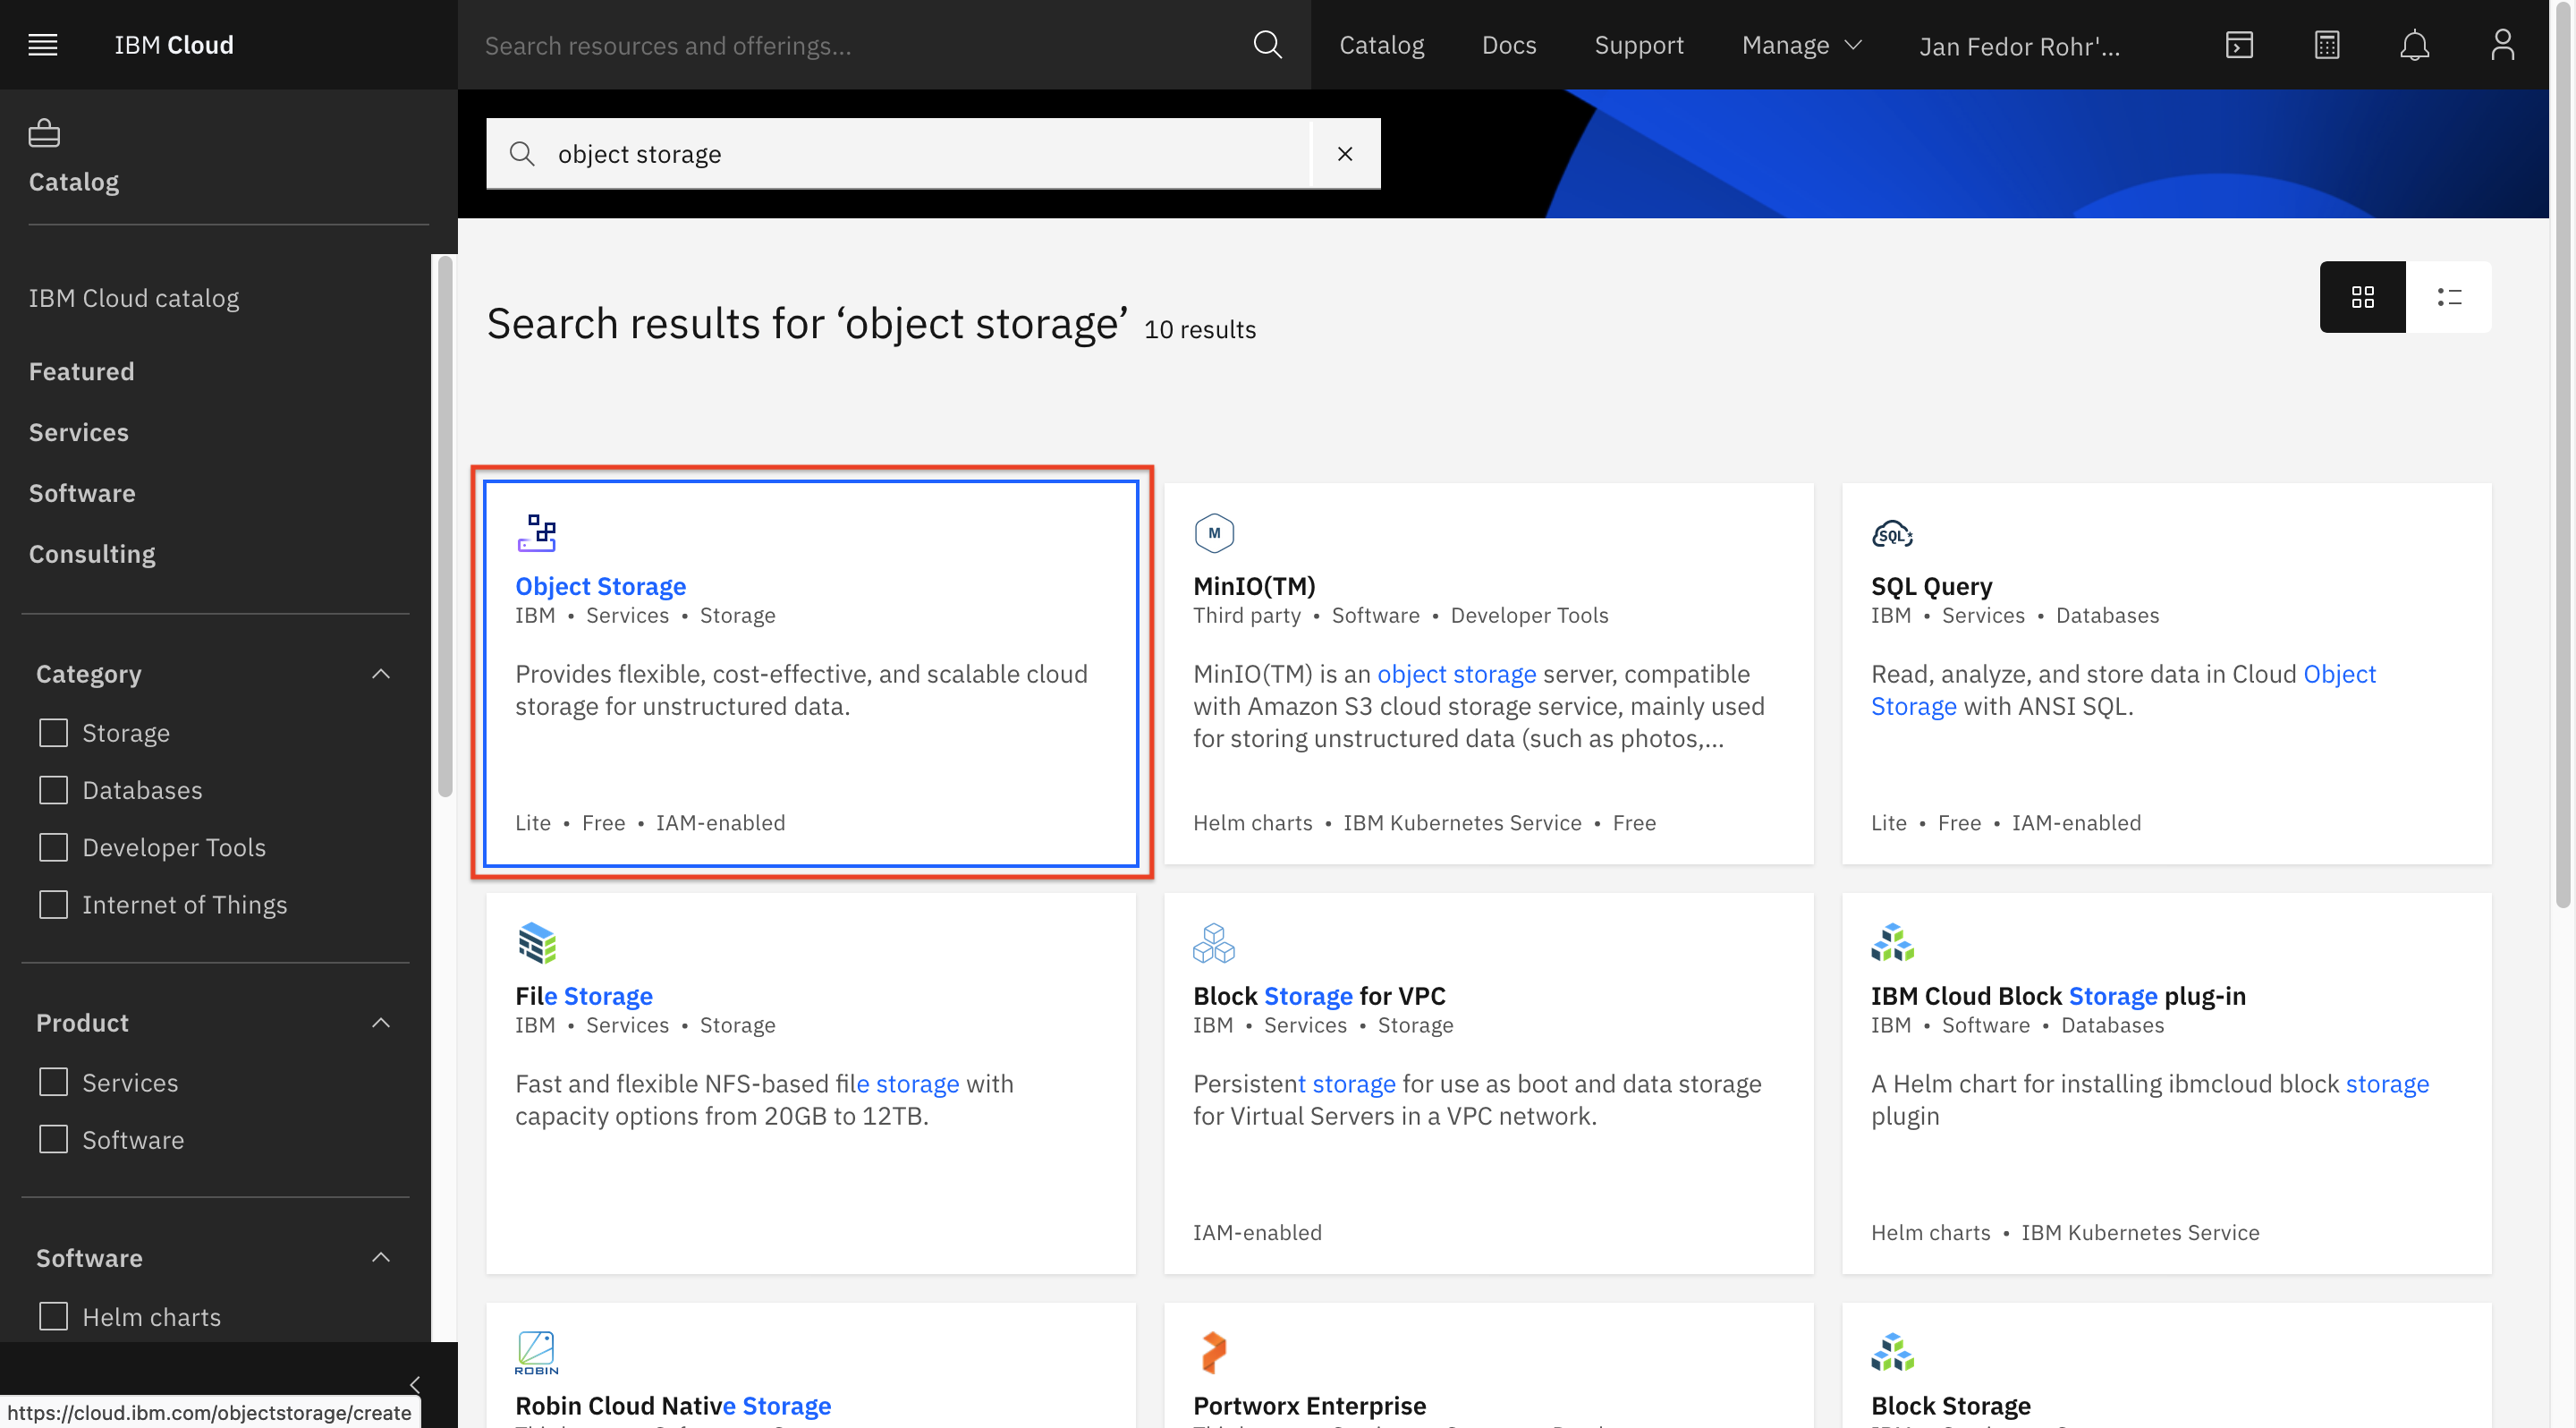 IBM Cloud
Search resources and offerings...
Catalog
Docs
Support
Manage
Jan Fedor Rohr'...
Catalog
IBM Cloud catalog
Featured
Services
Software
Consulting
Category
Storage
Databases
Developer Tools
Internet of Things
Product
Services
Software
Software
Helm charts
https://cloud.ibm.com/objectstorage/create
object storage
Search results for ‘object storage’ 10 results
Object Storage
IBM • Services • Storage
Provides flexible, cost-effective, and scalable cloud
storage for unstructured data.
Lite • Free • IAM-enabled
M
MinIO(TM)
Third party • Software • Developer Tools
MinIO(TM) is an object storage server, compatible
with Amazon S3 cloud storage service, mainly used
for storing unstructured data (such as photos,...
Helm charts • IBM Kubernetes Service • Free
SQL
SQL Query
IBM • Services • Databases
Read, analyze, and store data in Cloud Object
Storage with ANSI SQL.
Lite • Free • IAM-enabled
File Storage
IBM • Services • Storage
Fast and flexible NFS-based file storage with
capacity options from 20GB to 12TB.
Block Storage for VPC
IBM • Services • Storage
Persistent storage for use as boot and data storage
for Virtual Servers in a VPC network.
IAM-enabled
IBM Cloud Block Storage plug-in
IBM • Software • Databases
A Helm chart for installing ibmcloud block storage
plugin
Helm charts • IBM Kubernetes Service
ROBIN
Robin Cloud Native Storage
Portworx Enterprise
Block Storage